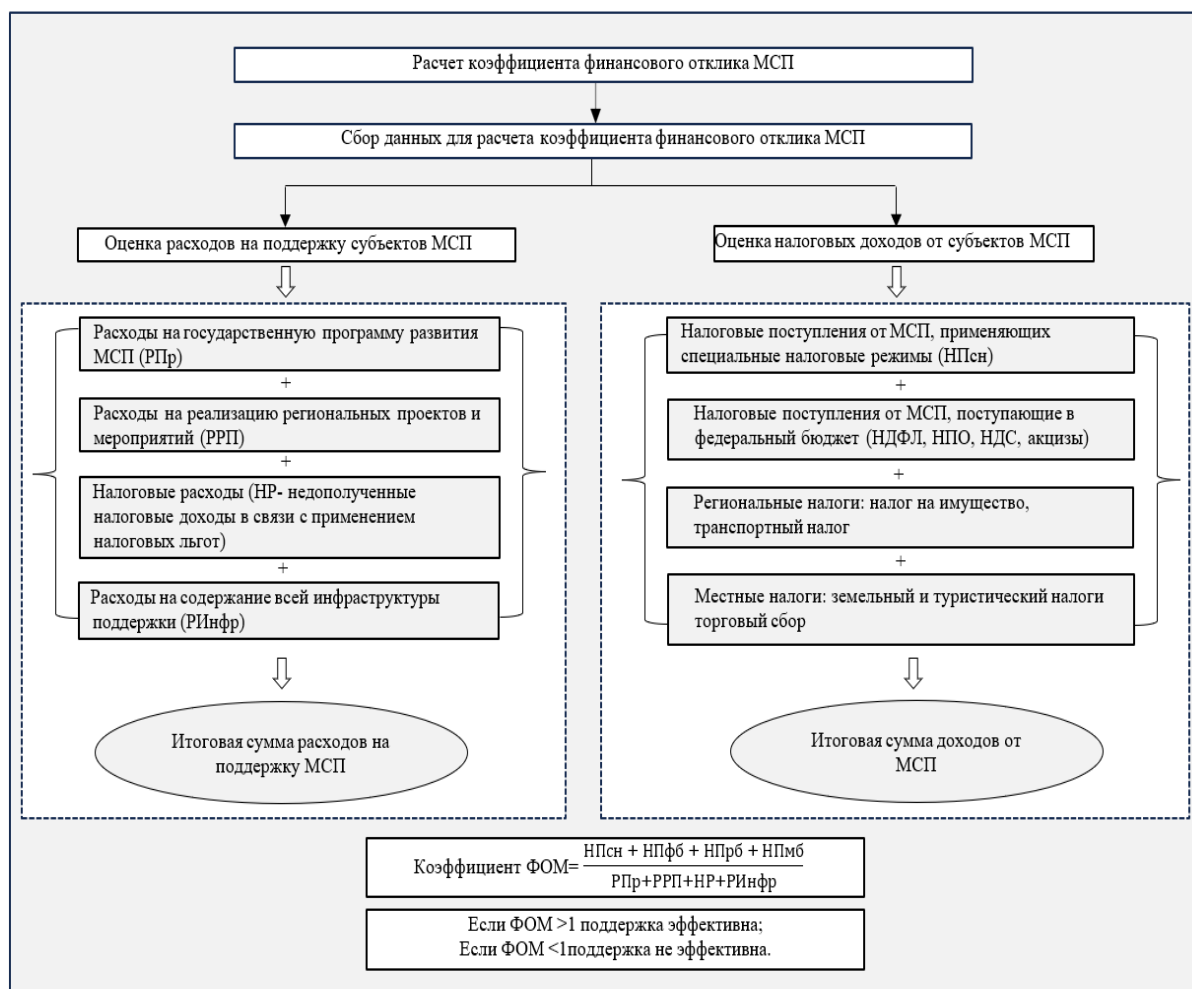 Расчет коэффициента финансового отклика МСП
Сбор данных для расчета коэффициента финансового отклика МСП
Оценка расходов на поддержку субъектов МСП
Расходы на государственную программу развития
МСП (РПр)
+
Расходы на реализацию региональных проектов и
мероприятий (РРП)
+
Налоговые расходы (НР- недополученные
налоговые доходы в связи с применением
налоговых льгот)
+
Расходы на содержание всей инфраструктуры
поддержки (РИнфр)
Итоговая сумма расходов на
поддержку МСП
Оценка налоговых доходов от субъектов МСП
Налоговые поступления от МСП, применяющих
специальные налоговые режимы (НПсн)
+
Налоговые поступления от МСП, поступающие в
федеральный бюджет (НДФЛ, НПО, НДС, акцизы)
+
Региональные налоги: налог на имущество,
транспортный налог
+
Местные налоги: земельный и туристический налоги
торговый сбор
Итоговая сумма доходов от
МСП
НПсн + НПфб + НПрб + НПмб
Коэффициент ФОМ=
РПр+РРП+НР+РИнфр
Если ФОМ >1 поддержка эффективна;
Если ФОМ <1поддержка не эффективна.